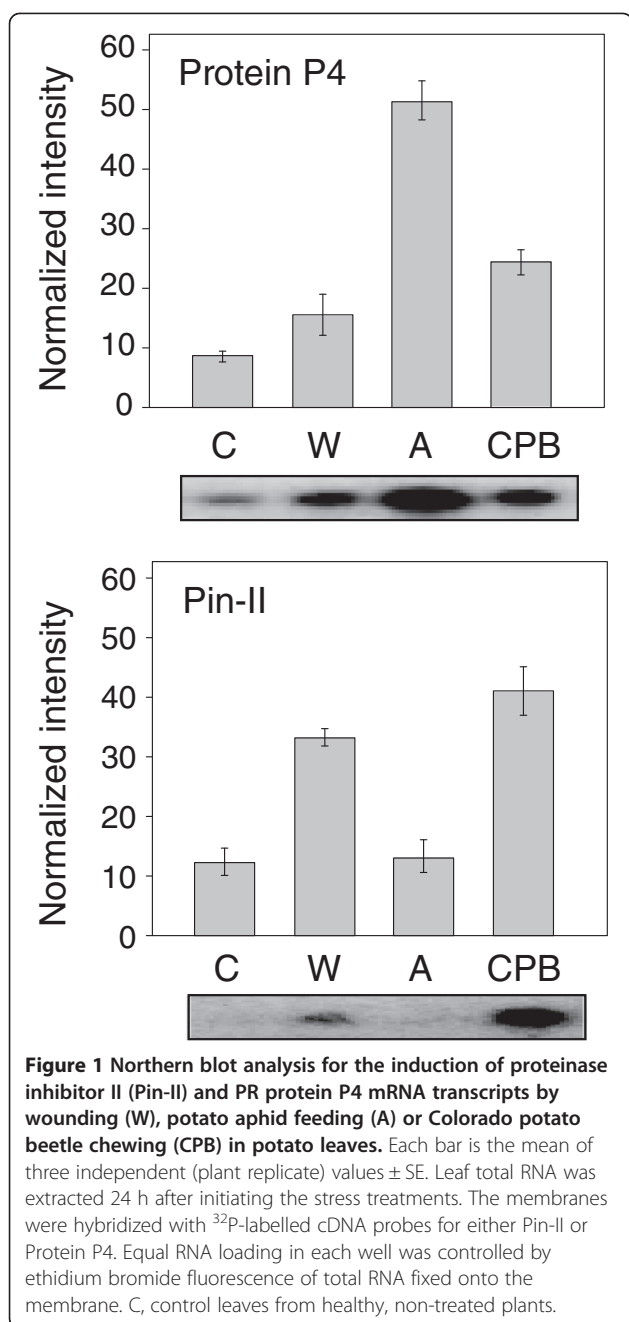 60
50
40
30
20
10
0
Normalized intensity
Protein P4
C W A CPB
60
50
40
30
20
10
0
Normalized intensity
Pin-II
C W A CPB
Figure 1 Northern blot analysis for the induction of proteinase
inhibitor II (Pin-II) and PR protein P4 mRNA transcripts by
wounding (W), potato aphid feeding (A) or Colorado potato
beetle chewing (CPB) in potato leaves. Each bar is the mean of
three independent (plant replicate) values ± SE. Leaf total RNA was
extracted 24 h after initiating the stress treatments. The membranes
were hybridized with ³²P-labelled cDNA probes for either Pin-II or
Protein P4. Equal RNA loading in each well was controlled by
ethidium bromide fluorescence of total RNA fixed onto the
membrane. C, control leaves from healthy, non-treated plants.